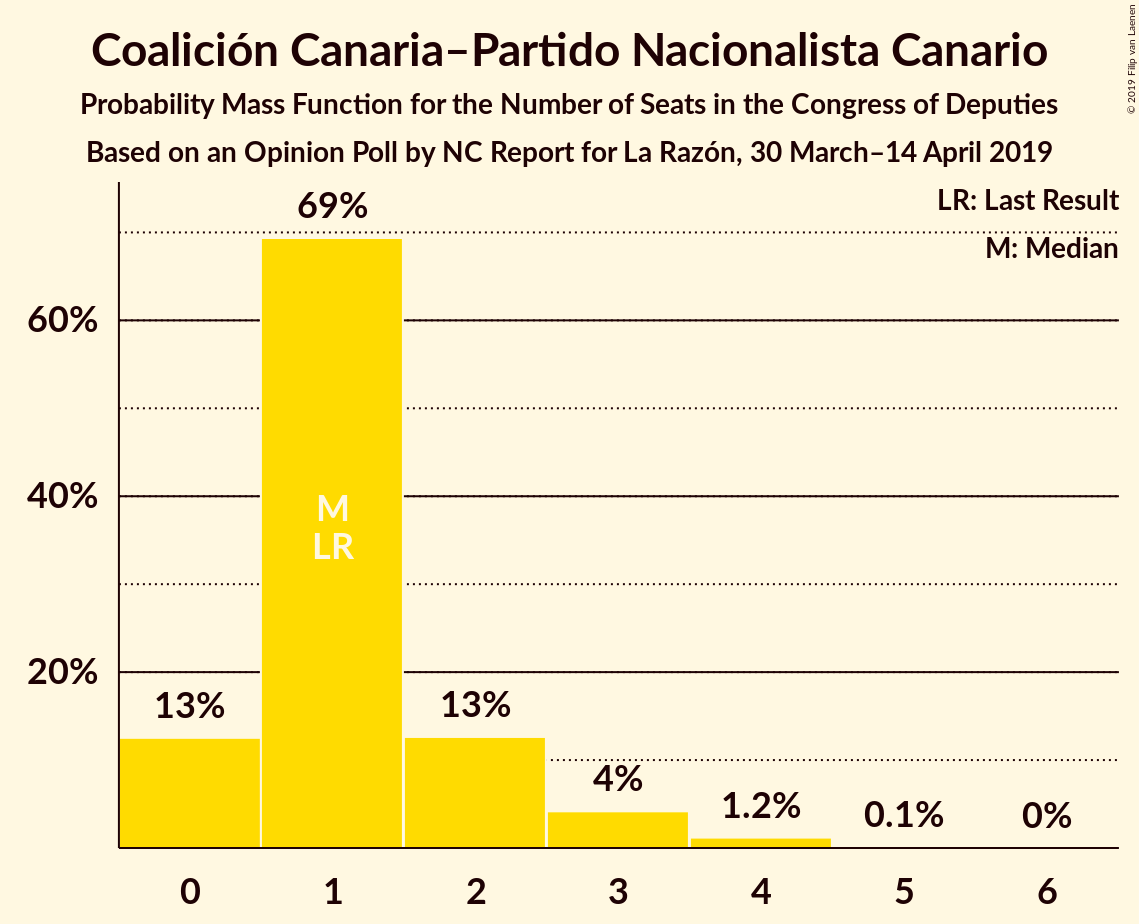 Coalición Canaria–Partido Nacionalista Canario
Probability Mass Function for the Number of Seats in the Congress of Deputies
Based on an Opinion Poll by NC Report for La Razón, 30 March–14 April 2019
© 2019 Filip van Laenen
LR: Last Result
M: Median
69%
60%
40%
20%
M
LR
13%
13%
4%
1.2%
0.1%
0%
0 1 2 3 4 5 6